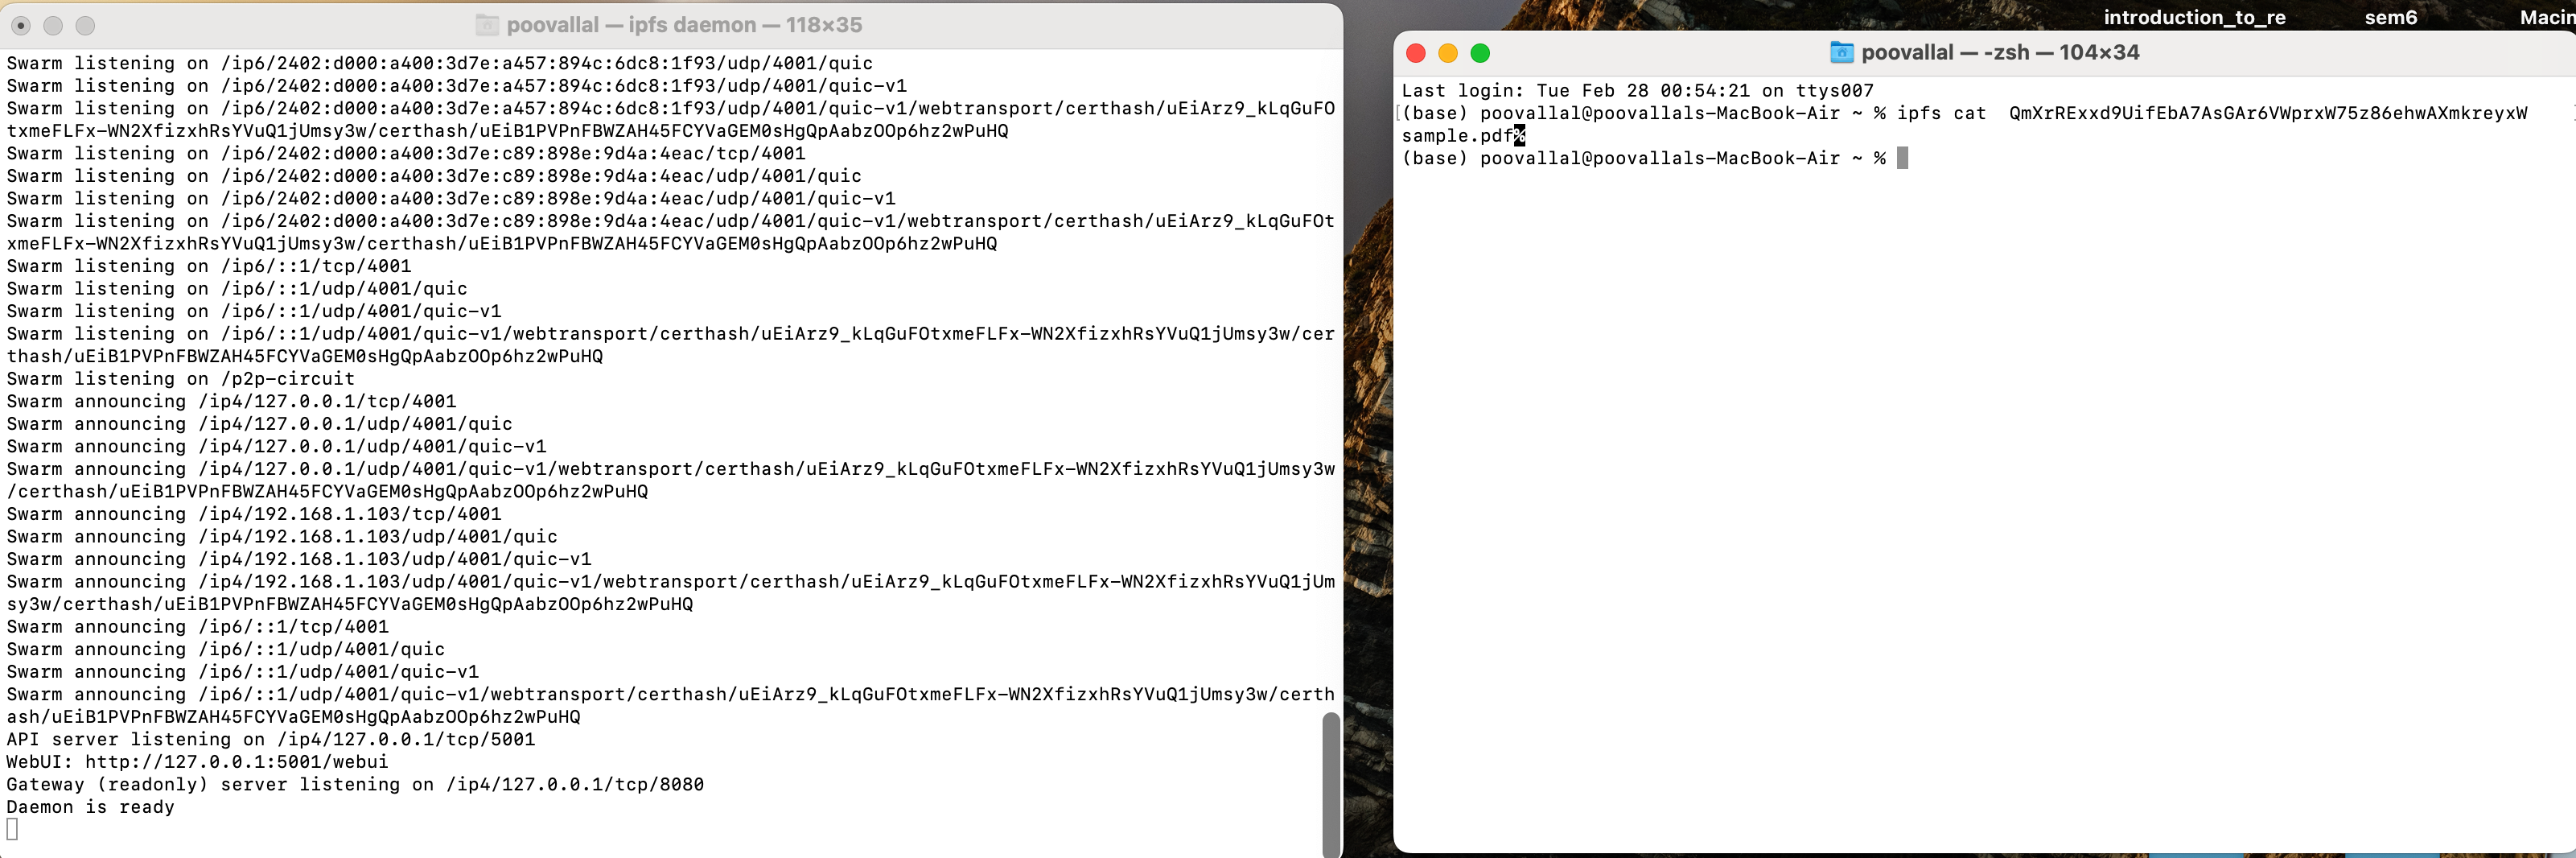 poovallal — ipfs daemon — 118×35
Swarm listening on /ip6/2402:d000:a400:3d7e:a457:894c:6dc8:1f93/udp/4001/quic
Swarm listening on /ip6/2402:d000:a400:3d7e:a457:894c:6dc8:1f93/udp/4001/quic-v1
Swarm listening on /ip6/2402:d000:a400:3d7e:a457:894c:6dc8:1f93/udp/4001/quic-v1/webtransport/certhash/uEiArz9_kLqGuFO
txmeFLFx-WN2XfizxhRsYVuQ1jUmsy3w/certhash/uEiB1PVPnFBWZAH45FCYVaGEM0sHgQpAabzOOp6hz2wPuHQ
Swarm listening on /ip6/2402:d000:a400:3d7e:c89:898e:9d4a:4eac/tcp/4001
Swarm listening on /ip6/2402:d000:a400:3d7e:c89:898e:9d4a:4eac/udp/4001/quic
Swarm listening on /ip6/2402:d000:a400:3d7e:c89:898e:9d4a:4eac/udp/4001/quic-v1
Swarm listening on /ip6/2402:d000:a400:3d7e:c89:898e:9d4a:4eac/udp/4001/quic-v1/webtransport/certhash/uEiArz9_kLqGuFOt
xmeFLFx-WN2XfizxhRsYVuQ1jUmsy3w/certhash/uEiB1PVPnFBWZAH45FCYVaGEM0sHgQpAabzOOp6hz2wPuHQ
Swarm listening on /ip6/::1/tcp/4001
Swarm listening on /ip6/::1/udp/4001/quic
Swarm listening on /ip6/::1/udp/4001/quic-v1
Swarm listening on /ip6/::1/udp/4001/quic-v1/webtransport/certhash/uEiArz9_kLqGuFOtxmeFLFx-WN2XfizxhRsYVuQ1jUmsy3w/cer
thash/uEiB1PVPnFBWZAH45FCYVaGEM0sHgQpAabzOOp6hz2wPuHQ
Swarm listening on /p2p-circuit
Swarm announcing /ip4/127.0.0.1/tcp/4001
Swarm announcing /ip4/127.0.0.1/udp/4001/quic
Swarm announcing /ip4/127.0.0.1/udp/4001/quic-v1
Swarm announcing /ip4/127.0.0.1/udp/4001/quic-v1/webtransport/certhash/uEiArz9_kLqGuFOtxmeFLFx-WN2XfizxhRsYVuQ1jUmsy3w
/certhash/uEiB1PVPnFBWZAH45FCYVaGEM0sHgQpAabzOOp6hz2wPuHQ
Swarm announcing /ip4/192.168.1.103/tcp/4001
Swarm announcing /ip4/192.168.1.103/udp/4001/quic
Swarm announcing /ip4/192.168.1.103/udp/4001/quic-v1
Swarm announcing /ip4/192.168.1.103/udp/4001/quic-v1/webtransport/certhash/uEiArz9_kLqGuFOtxmeFLFx-WN2XfizxhRsYVuQ1jUm
sy3w/certhash/uEiB1PVPnFBWZAH45FCYVaGEM0sHgQpAabzOOp6hz2wPuHQ
Swarm announcing /ip6/::1/tcp/4001
Swarm announcing /ip6/::1/udp/4001/quic
Swarm announcing /ip6/::1/udp/4001/quic-v1
Swarm announcing /ip6/::1/udp/4001/quic-v1/webtransport/certhash/uEiArz9_kLqGuFOtxmeFLFx-WN2XfizxhRsYVuQ1jUmsy3w/certh
ash/uEiB1PVPnFBWZAH45FCYVaGEM0sHgQpAabzOOp6hz2wPuHQ
API server listening on /ip4/127.0.0.1/tcp/5001
WebUI: http://127.0.0.1:5001/webui
Gateway (readonly) server listening on /ip4/127.0.0.1/tcp/8080
Daemon is ready
introduction_to_re sem6 Macin
poovallal — -zsh — 104×34
Last login: Tue Feb 28 00:54:21 on ttys007
[(base) poovallal@poovallals-MacBook-Air ~ % ipfs cat  QmXrRExxd9UifEbA7AsGAr6VWprxW75z86ehwAXmkreyxW
sample.pdf%
(base) poovallal@poovallals-MacBook-Air ~ %